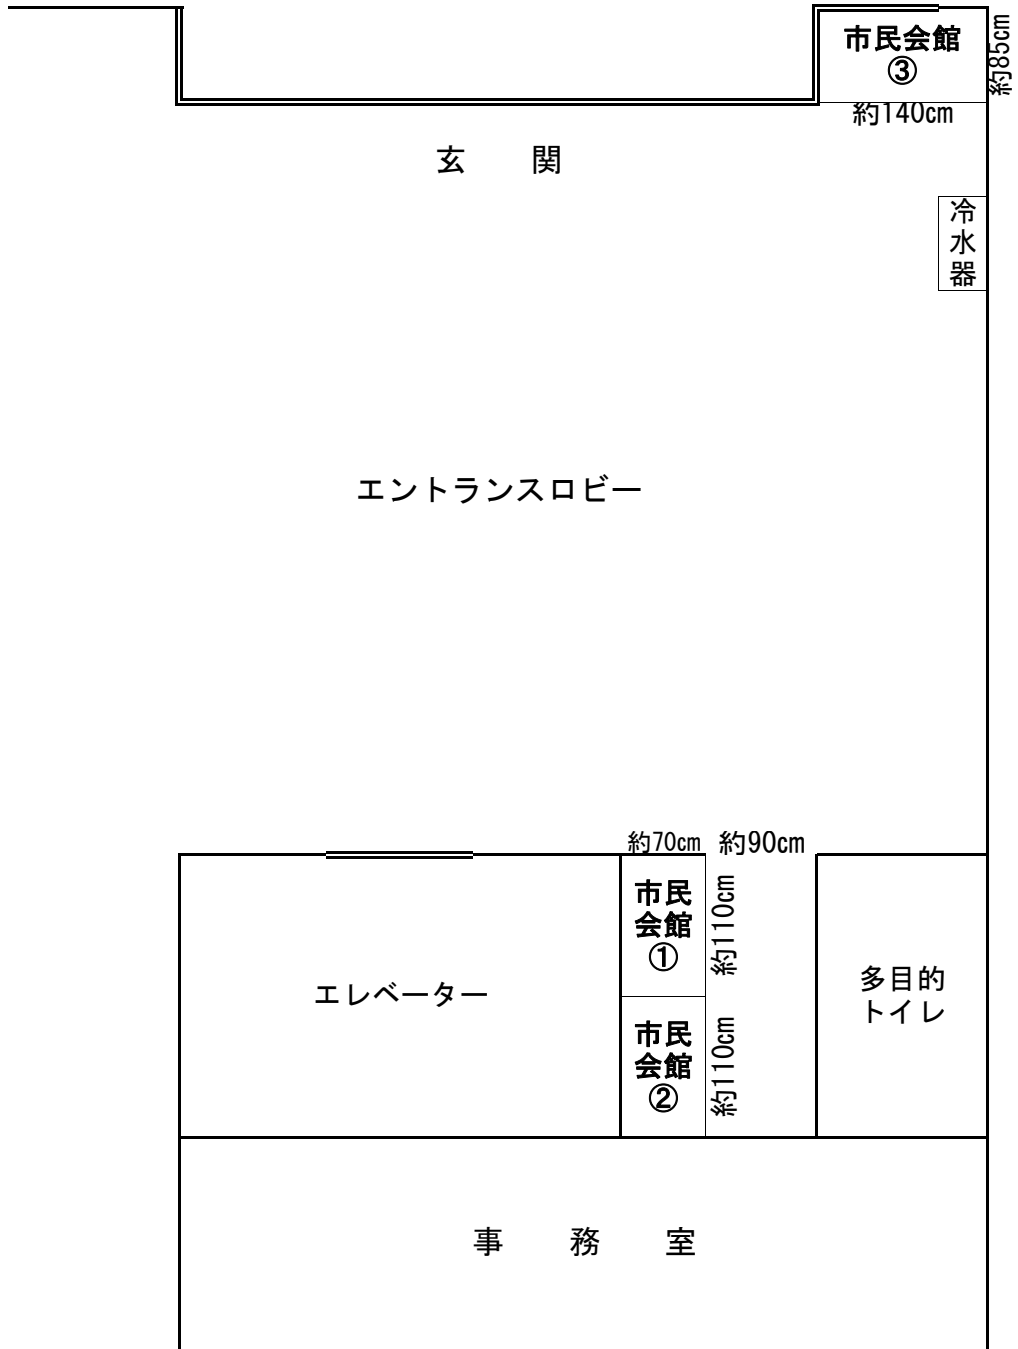 市民会館
③
約85㎝
約140㎝
玄　　関
冷
水
器
エントランスロビー
約70㎝
約90㎝
市民
会館
①
約110㎝
エレベーター
多目的
トイレ
市民
会館
②
約110㎝
事　　務　　室